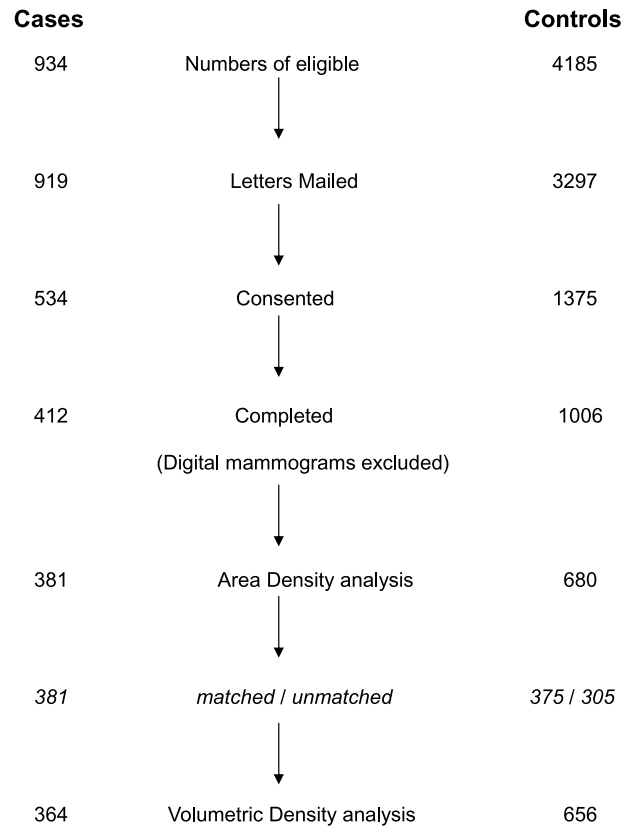 Cases Controls
934 Numbers of eligible 4185
919 Letters Mailed 3297
534 Consented 1375
412 Completed 1006
(Digital mammograms excluded)
381 Area Density analysis 680
381 matched / unmatched 375 / 305
364 Volumetric Density analysis 656